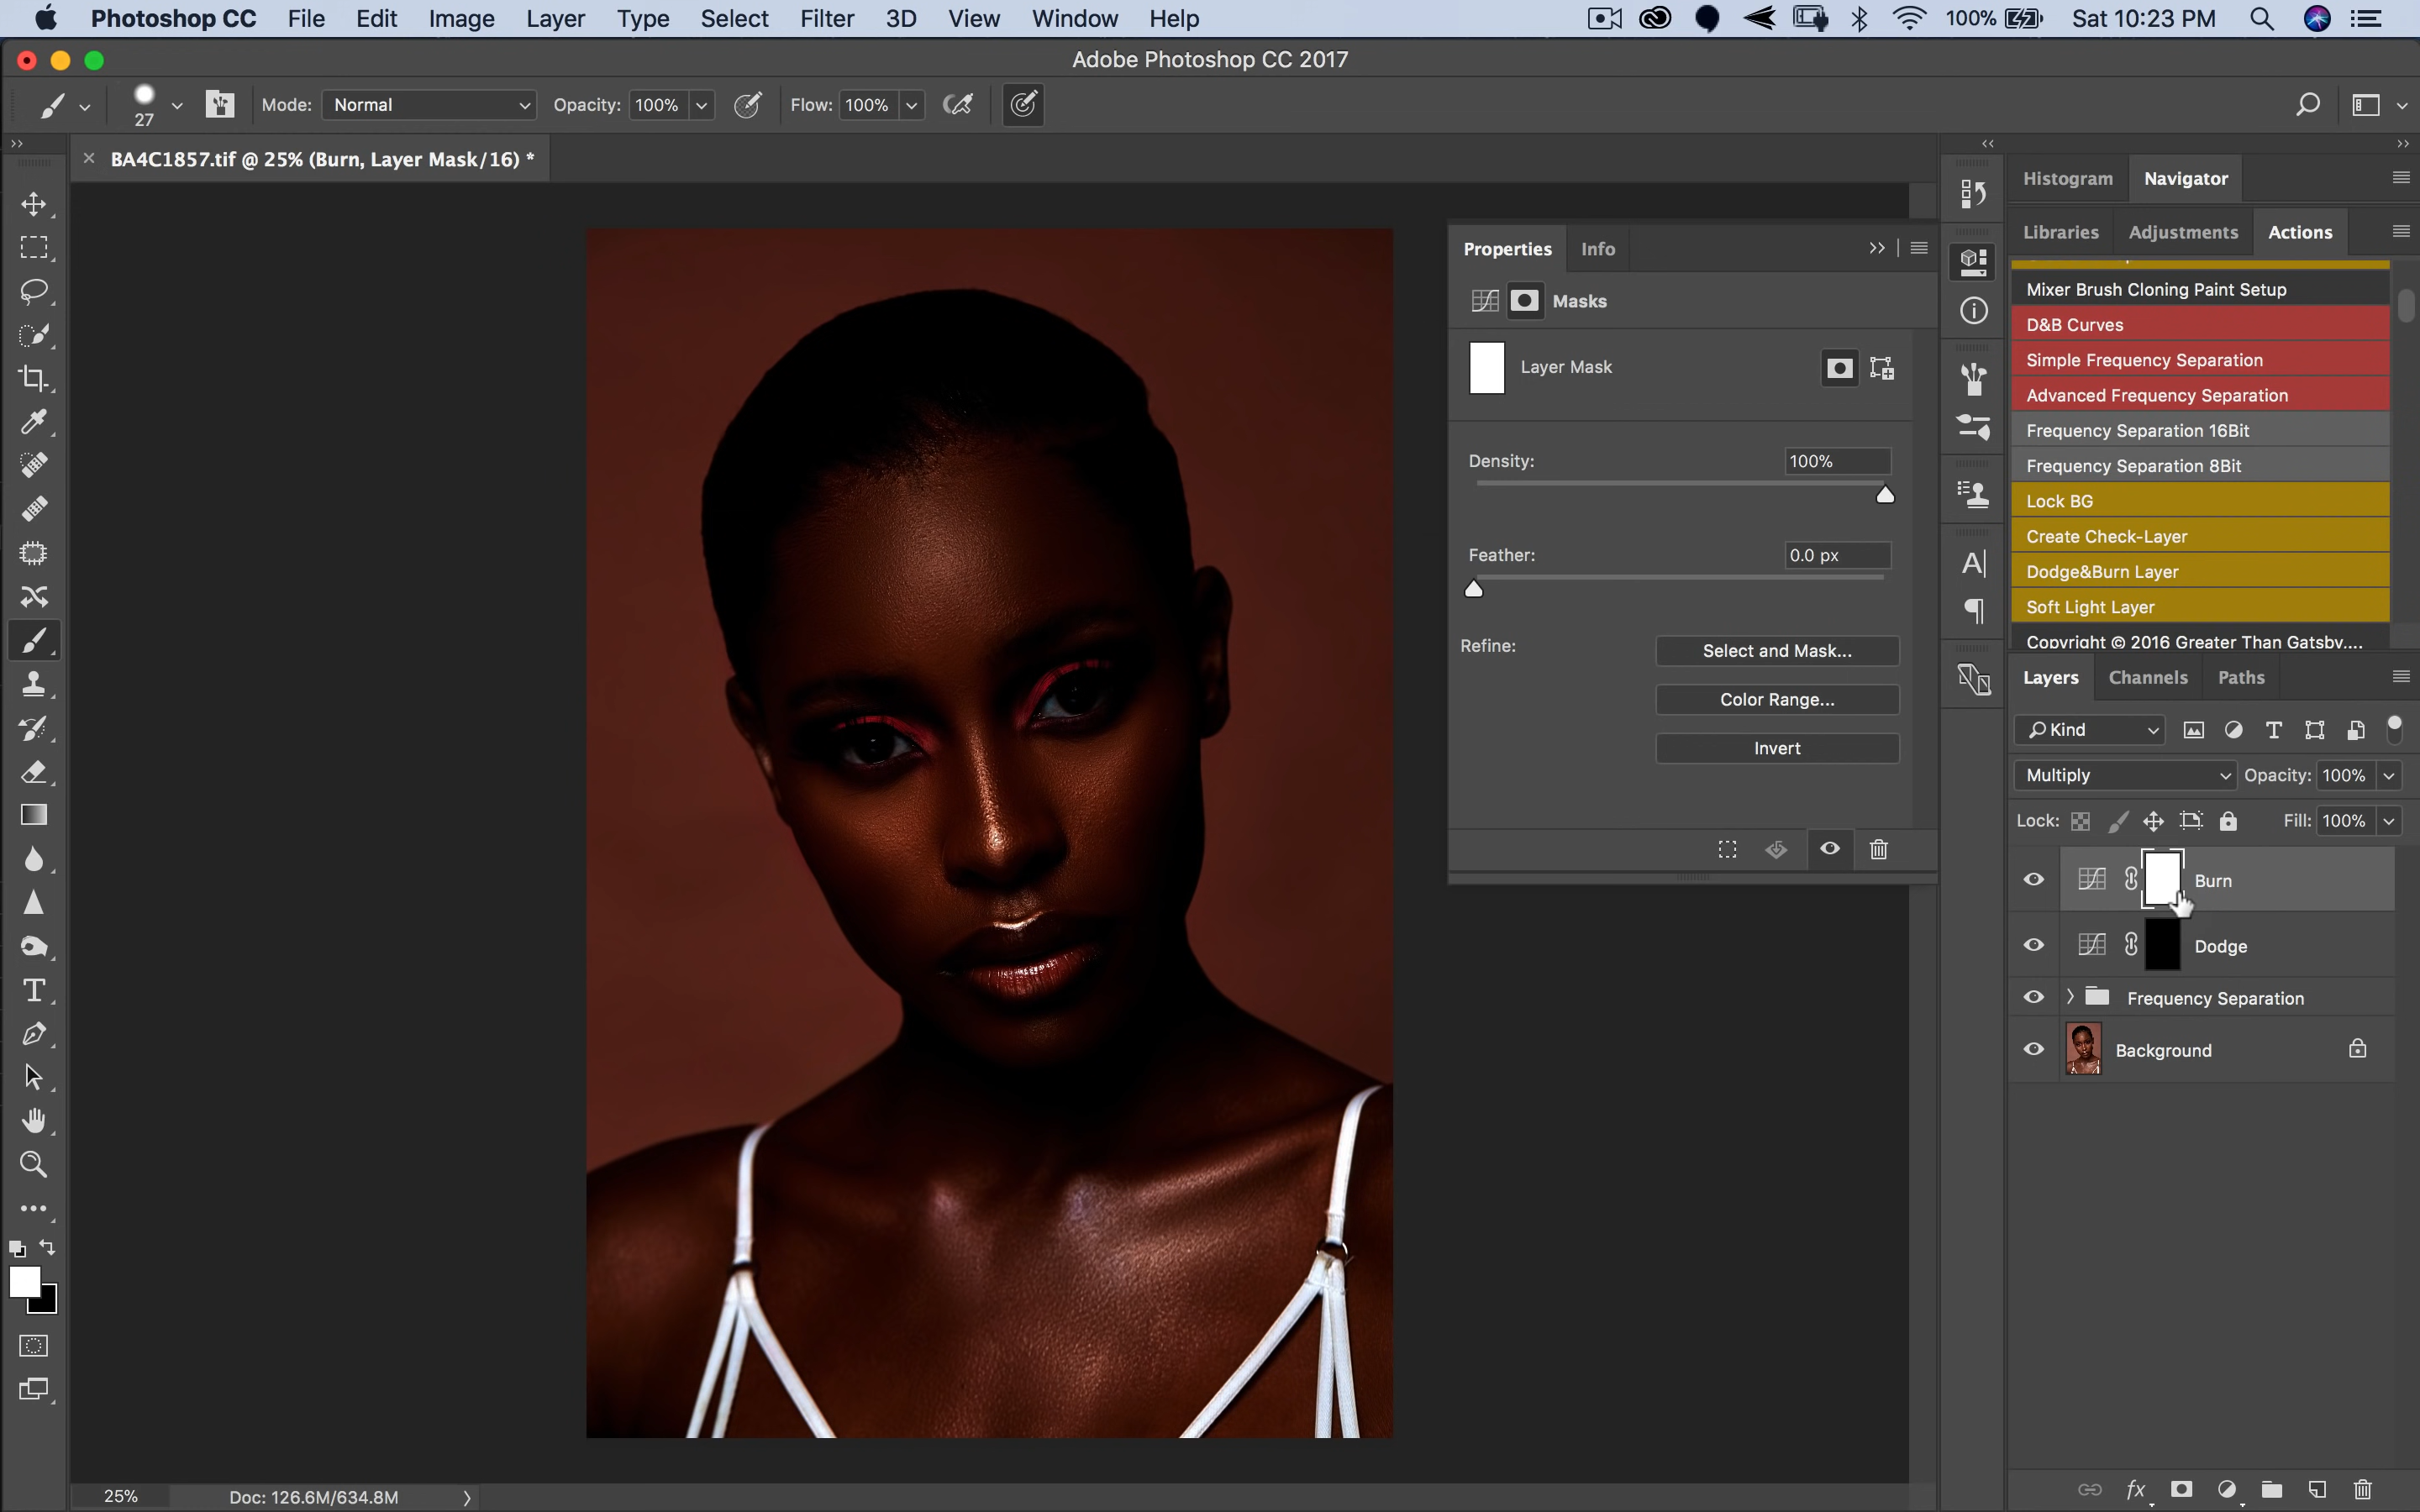 Photoshop CC File Edit Image Layer Type Select Filter 3D View Window Help 100% Sat 10:23 PM
Adobe Photoshop CC 2017
27 Mode: Normal Opacity: 100% Flow: 100%
BA4C1857.tif @ 25% (Burn, Layer Mask/16) *
Properties Info
Masks
Layer Mask
Density: 100%
Feather: 0.0 px
Refine: Select and Mask...
Color Range...
Invert
Histogram Navigator
Libraries Adjustments Actions
Mixer Brush Cloning Paint Setup
D&B Curves
Simple Frequency Separation
Advanced Frequency Separation
Frequency Separation 16Bit
Frequency Separation 8Bit
Lock BG
Create Check-Layer
Dodge&Burn Layer
Soft Light Layer
Copyright © 2016 Greater Than Gatsby....
Layers Channels Paths
Kind
Multiply Opacity: 100%
Lock: Fill: 100%
Burn
Dodge
Frequency Separation
Background
25% Doc: 126.6M/634.8M